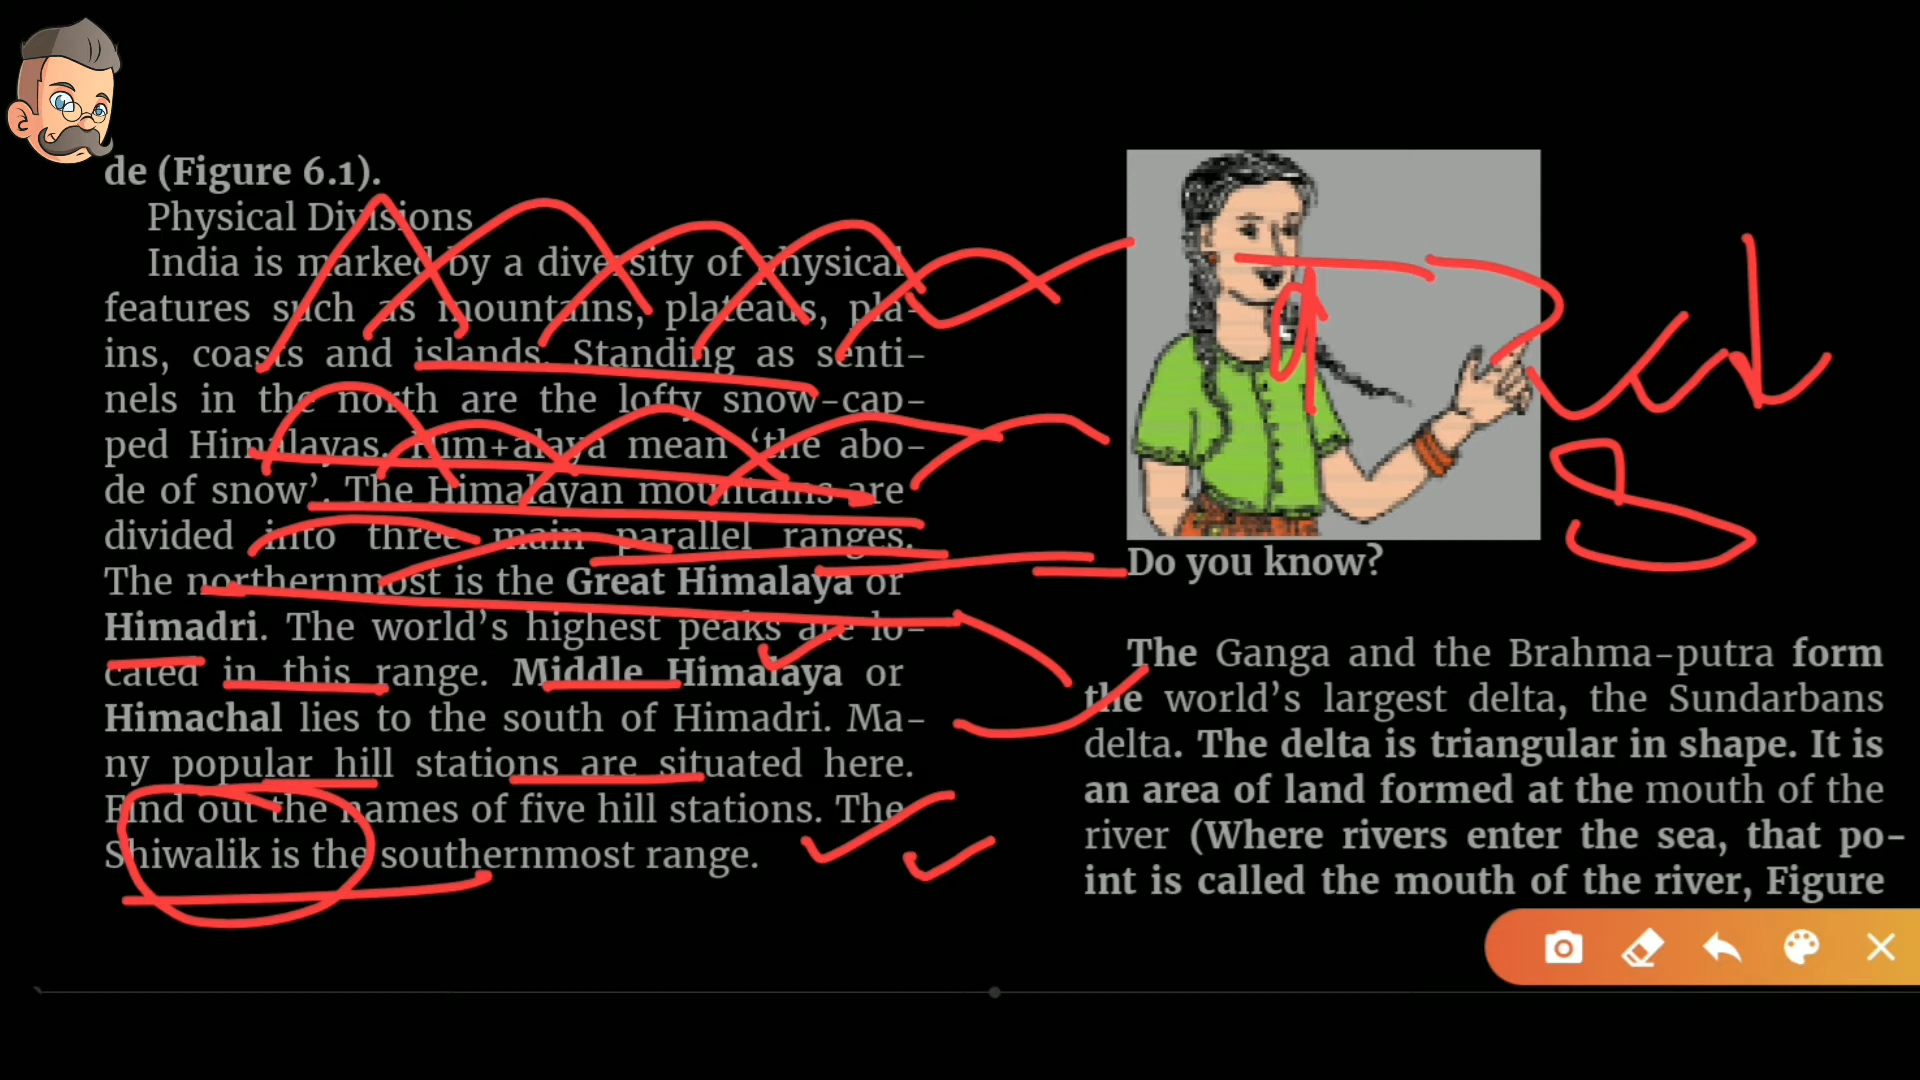 de (Figure 6.1).
Physical Divisions
India is marked by a diversity of physical
features such as mountains, plateaus, pla-
ins, coasts and islands. Standing as senti-
nels in the north are the lofty snow-cap-
ped Himalayas. Hum+alaya mean ‘the abo-
de of snow’. The Himalayan mountains are
divided into three main parallel ranges.
The northernmost is the Great Himalaya or
Himadri. The world’s highest peaks are lo-
cated in this range. Middle Himalaya or
Himachal lies to the south of Himadri. Ma-
ny popular hill stations are situated here.
Find out the names of five hill stations. The
Shiwalik is the southernmost range.
Do you know?
The Ganga and the Brahma-putra form
the world’s largest delta, the Sundarbans
delta. The delta is triangular in shape. It is
an area of land formed at the mouth of the
river (Where rivers enter the sea, that po-
int is called the mouth of the river, Figure